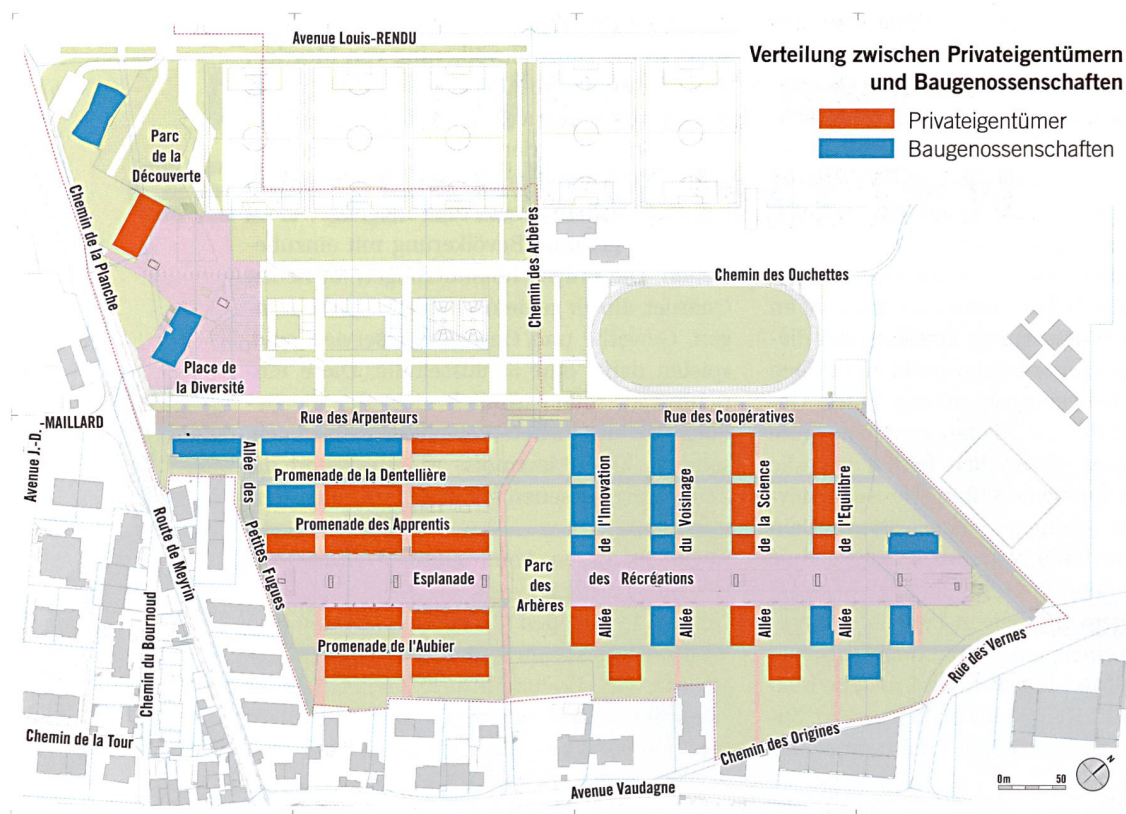 Avenue Louis-RENDU
Verteilung zwischen Privateigentümern
und Baugenossenschaften
Privateigentümer
Baugenossenschaften
Parc
de la
Découverte
Chemin de la Planche
Chemin des Arbères
Chemin des Ouchettes
Place de
la Diversité
Avenue J.-D.
-MAILLARD
Rue des Arpenteurs
Rue des Coopératives
Allée des Petites Fugues
Promenade de la Dentellière
Promenade des Apprentis
Esplanade
des Récréations
Parc
des
Arbères
de l'Innovation
du Voisinage
de la Science
de l'Equilibre
Allée
Allée
Allée
Allée
Promenade de l'Aubier
Route de Meyrin
Chemin du Bournoud
Chemin de la Tour
Rue des Vernes
Chemin des Origines
Avenue Vaudagne
0m 50
N